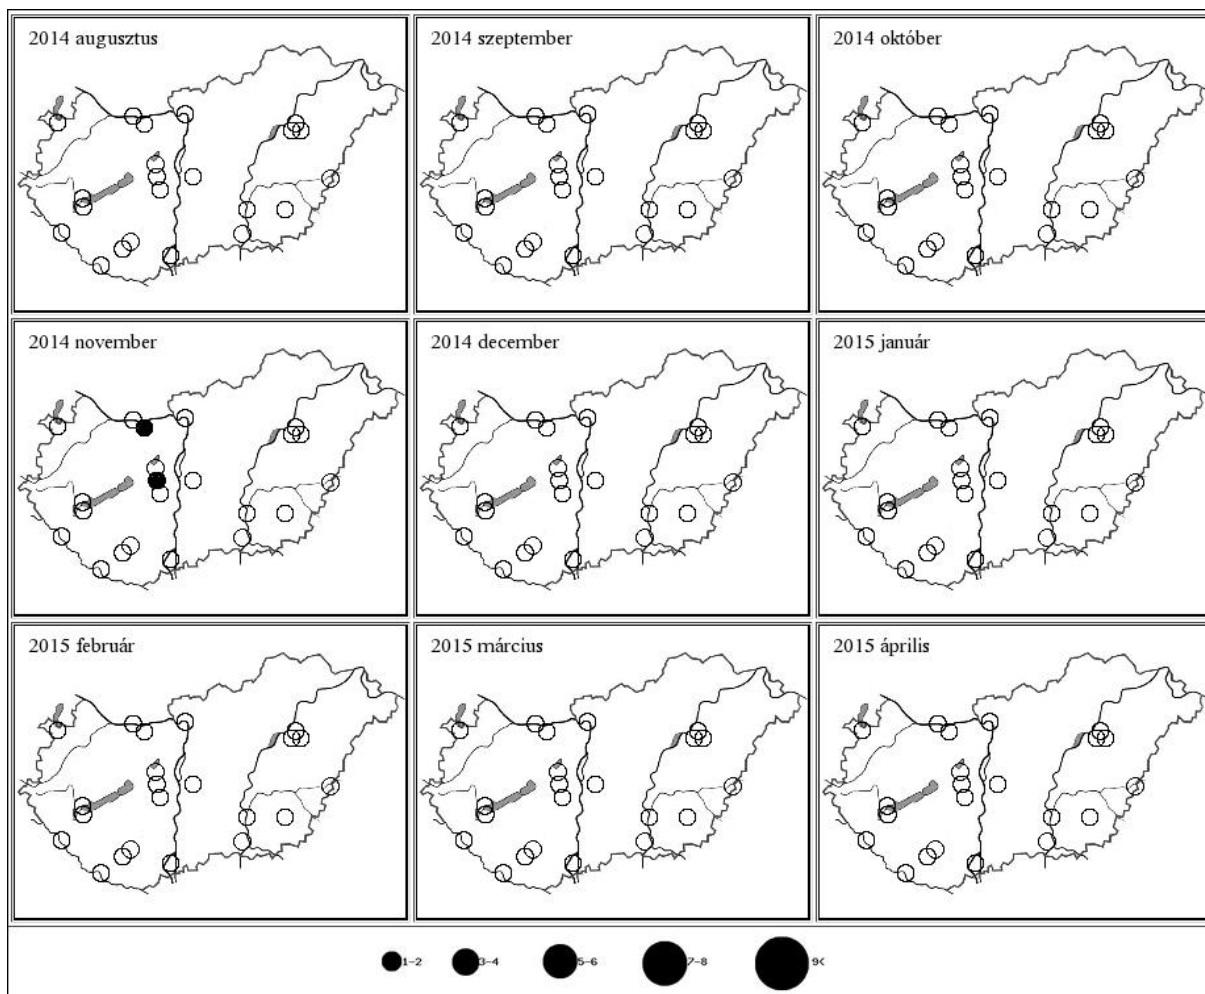 2014 augusztus
2014 szeptember
2014 október
2014 november
2014 december
2015 január
2015 február
2015 március
2015 április
1-2 3-4 5-6 7-8 9<